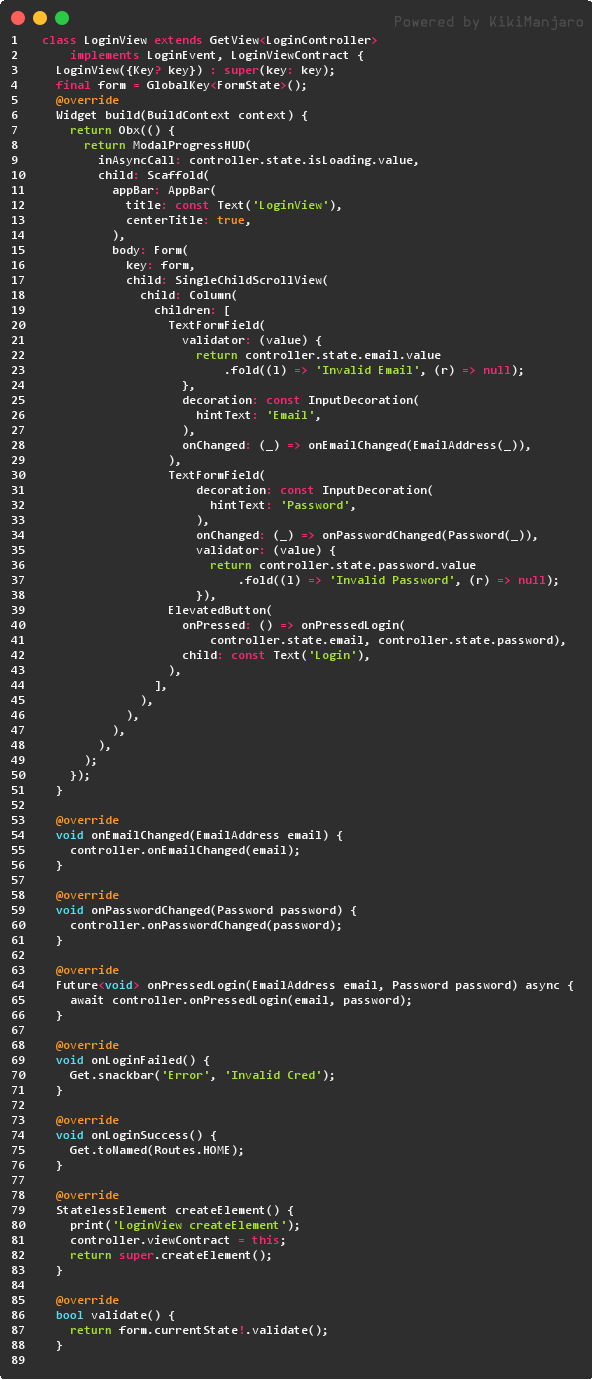 Powered by KikiManjaro
1 class LoginView extends GetView<LoginController>
2     implements LoginEvent, LoginViewContract {
3   LoginView({Key? key}) : super(key: key);
4   final form = GlobalKey<FormState>();
5   @override
6   Widget build(BuildContext context) {
7     return Obx(() {
8       return ModalProgressHUD(
9         inAsyncCall: controller.state.isLoading.value,
10         child: Scaffold(
11           appBar: AppBar(
12             title: const Text('LoginView'),
13             centerTitle: true,
14           ),
15           body: Form(
16             key: form,
17             child: SingleChildScrollView(
18               child: Column(
19                 children: [
20                   TextFormField(
21                     validator: (value) {
22                       return controller.state.email.value
23                           .fold((l) => 'Invalid Email', (r) => null);
24                     },
25                     decoration: const InputDecoration(
26                       hintText: 'Email',
27                     ),
28                     onChanged: (_) => onEmailChanged(EmailAddress(_)),
29                   ),
30                   TextFormField(
31                       decoration: const InputDecoration(
32                         hintText: 'Password',
33                       ),
34                       onChanged: (_) => onPasswordChanged(Password(_)),
35                       validator: (value) {
36                         return controller.state.password.value
37                             .fold((l) => 'Invalid Password', (r) => null);
38                       }),
39                   ElevatedButton(
40                     onPressed: () => onPressedLogin(
41                         controller.state.email, controller.state.password),
42                     child: const Text('Login'),
43                   ),
44                 ],
45               ),
46             ),
47           ),
48         ),
49       );
50     });
51   }
52
53   @override
54   void onEmailChanged(EmailAddress email) {
55     controller.onEmailChanged(email);
56   }
57
58   @override
59   void onPasswordChanged(Password password) {
60     controller.onPasswordChanged(password);
61   }
62
63   @override
64   Future<void> onPressedLogin(EmailAddress email, Password password) async {
65     await controller.onPressedLogin(email, password);
66   }
67
68   @override
69   void onLoginFailed() {
70     Get.snackbar('Error', 'Invalid Cred');
71   }
72
73   @override
74   void onLoginSuccess() {
75     Get.toNamed(Routes.HOME);
76   }
77
78   @override
79   StatelessElement createElement() {
80     print('LoginView createElement');
81     controller.viewContract = this;
82     return super.createElement();
83   }
84
85   @override
86   bool validate() {
87     return form.currentState!.validate();
88   }
89